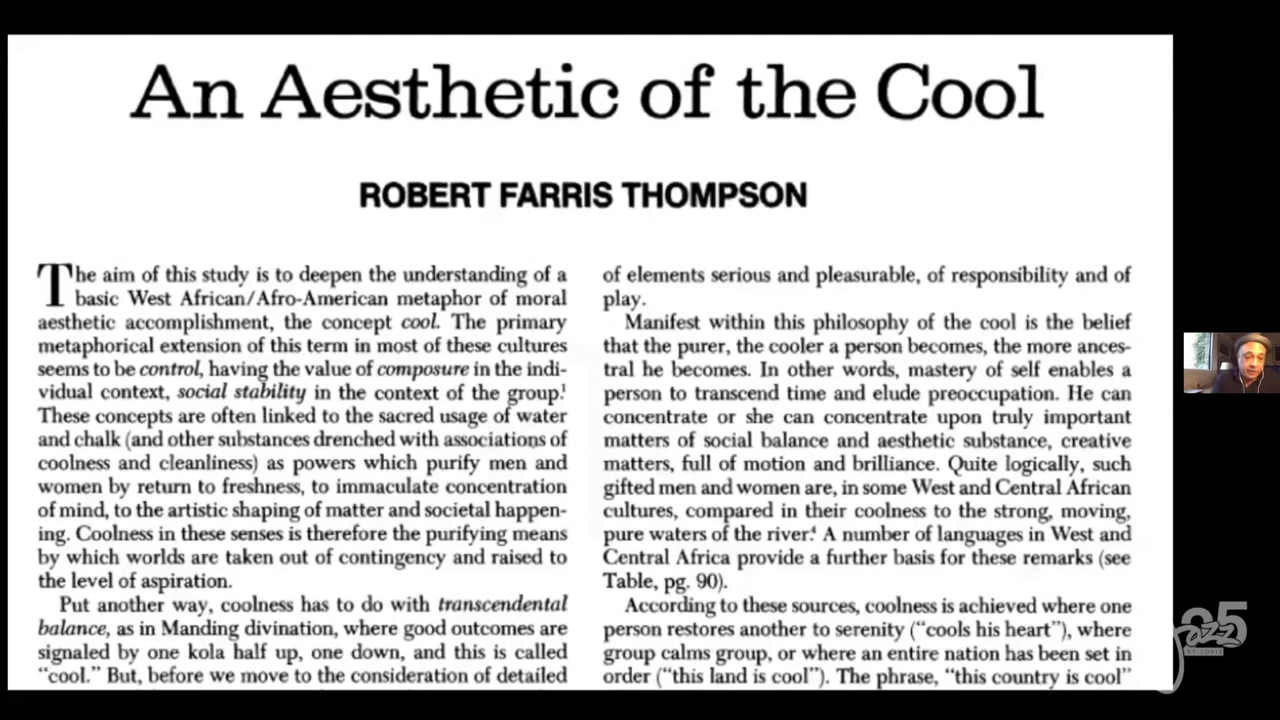 An Aesthetic of the Cool
ROBERT FARRIS THOMPSON
The aim of this study is to deepen the understanding of a
basic West African/Afro-American metaphor of moral
aesthetic accomplishment, the concept cool. The primary
metaphorical extension of this term in most of these cultures
seems to be control, having the value of composure in the indi-
vidual context, social stability in the context of the group.¹
These concepts are often linked to the sacred usage of water
and chalk (and other substances drenched with associations of
coolness and cleanliness) as powers which purify men and
women by return to freshness, to immaculate concentration
of mind, to the artistic shaping of matter and societal happen-
ing. Coolness in these senses is therefore the purifying means
by which worlds are taken out of contingency and raised to
the level of aspiration.
Put another way, coolness has to do with transcendental
balance, as in Manding divination, where good outcomes are
signaled by one kola half up, one down, and this is called
“cool.” But, before we move to the consideration of detailed
of elements serious and pleasurable, of responsibility and of
play.
Manifest within this philosophy of the cool is the belief
that the purer, the cooler a person becomes, the more ances-
tral he becomes. In other words, mastery of self enables a
person to transcend time and elude preoccupation. He can
concentrate or she can concentrate upon truly important
matters of social balance and aesthetic substance, creative
matters, full of motion and brilliance. Quite logically, such
gifted men and women are, in some West and Central African
cultures, compared in their coolness to the strong, moving,
pure waters of the river.⁴ A number of languages in West and
Central Africa provide a further basis for these remarks (see
Table, pg. 90).
According to these sources, coolness is achieved where one
person restores another to serenity (“cools his heart”), where
group calms group, or where an entire nation has been set in
order (“this land is cool”). The phrase, “this country is cool”
25
Jazz
ST. LOUIS